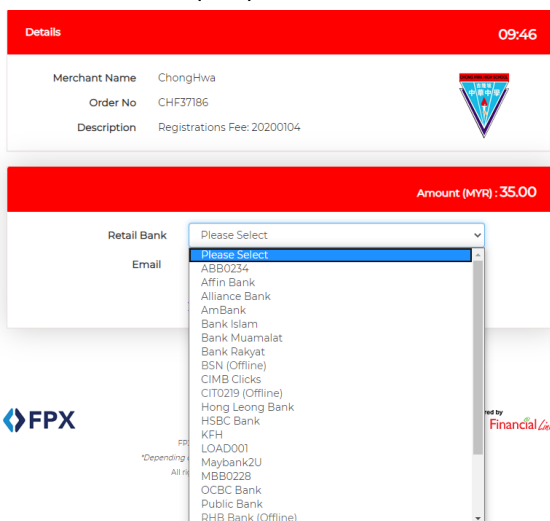 Details 09:46
Merchant Name ChongHwa
Order No CHF37186
Description Registrations Fee: 20200104
Amount (MYR) : 35.00
Retail Bank Please Select
Email
Please Select
ABB0234
Affin Bank
Alliance Bank
AmBank
Bank Islam
Bank Muamalat
Bank Rakyat
BSN (Offline)
CIMB Clicks
CIT0219 (Offline)
Hong Leong Bank
HSBC Bank
KFH
LOAD001
Maybank2U
MBB0228
OCBC Bank
Public Bank
RHB Bank (Offline)
FPX
Financial
*Depending
All